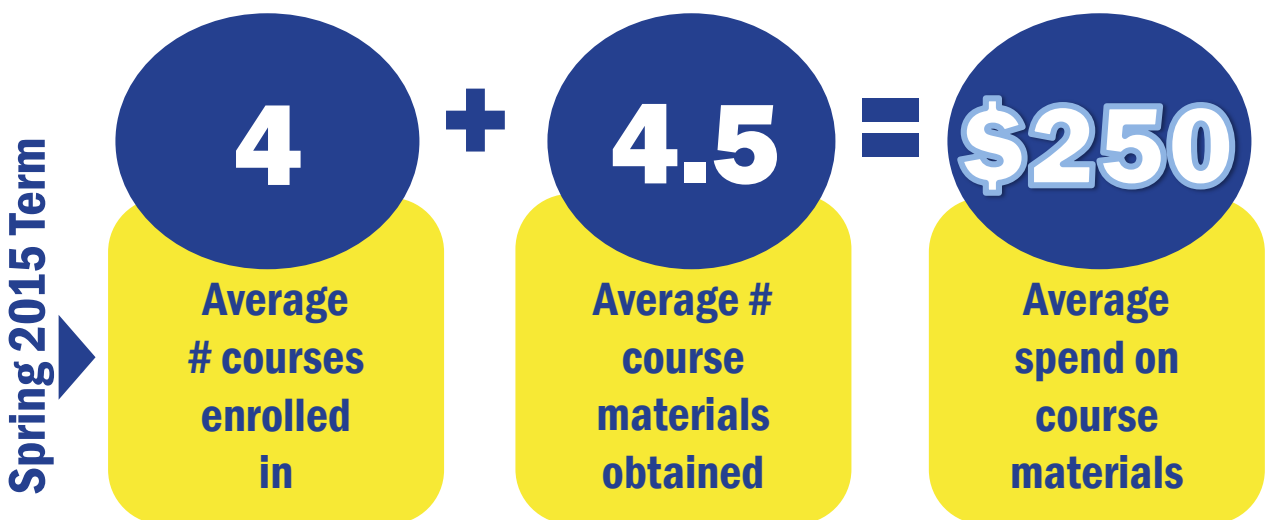 Spring 2015 Term
4
+
4.5
=
$250
Average
# courses
enrolled
in
Average #
course
materials
obtained
Average
spend on
course
materials